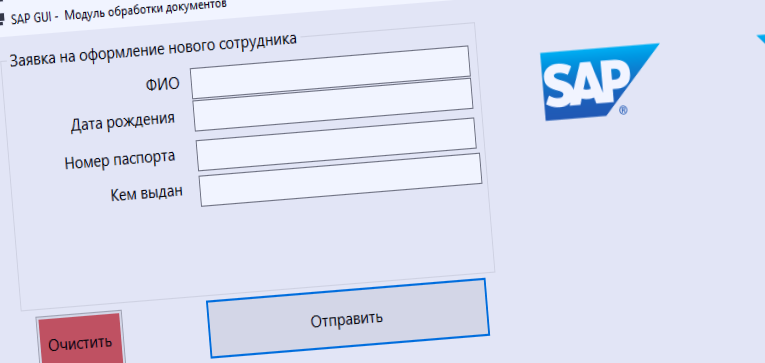 SAP GUI - Модуль обработки документов
Заявка на оформление нового сотрудника
ФИО
Дата рождения
Номер паспорта
Кем выдан
Очистить
Отправить
SAP®